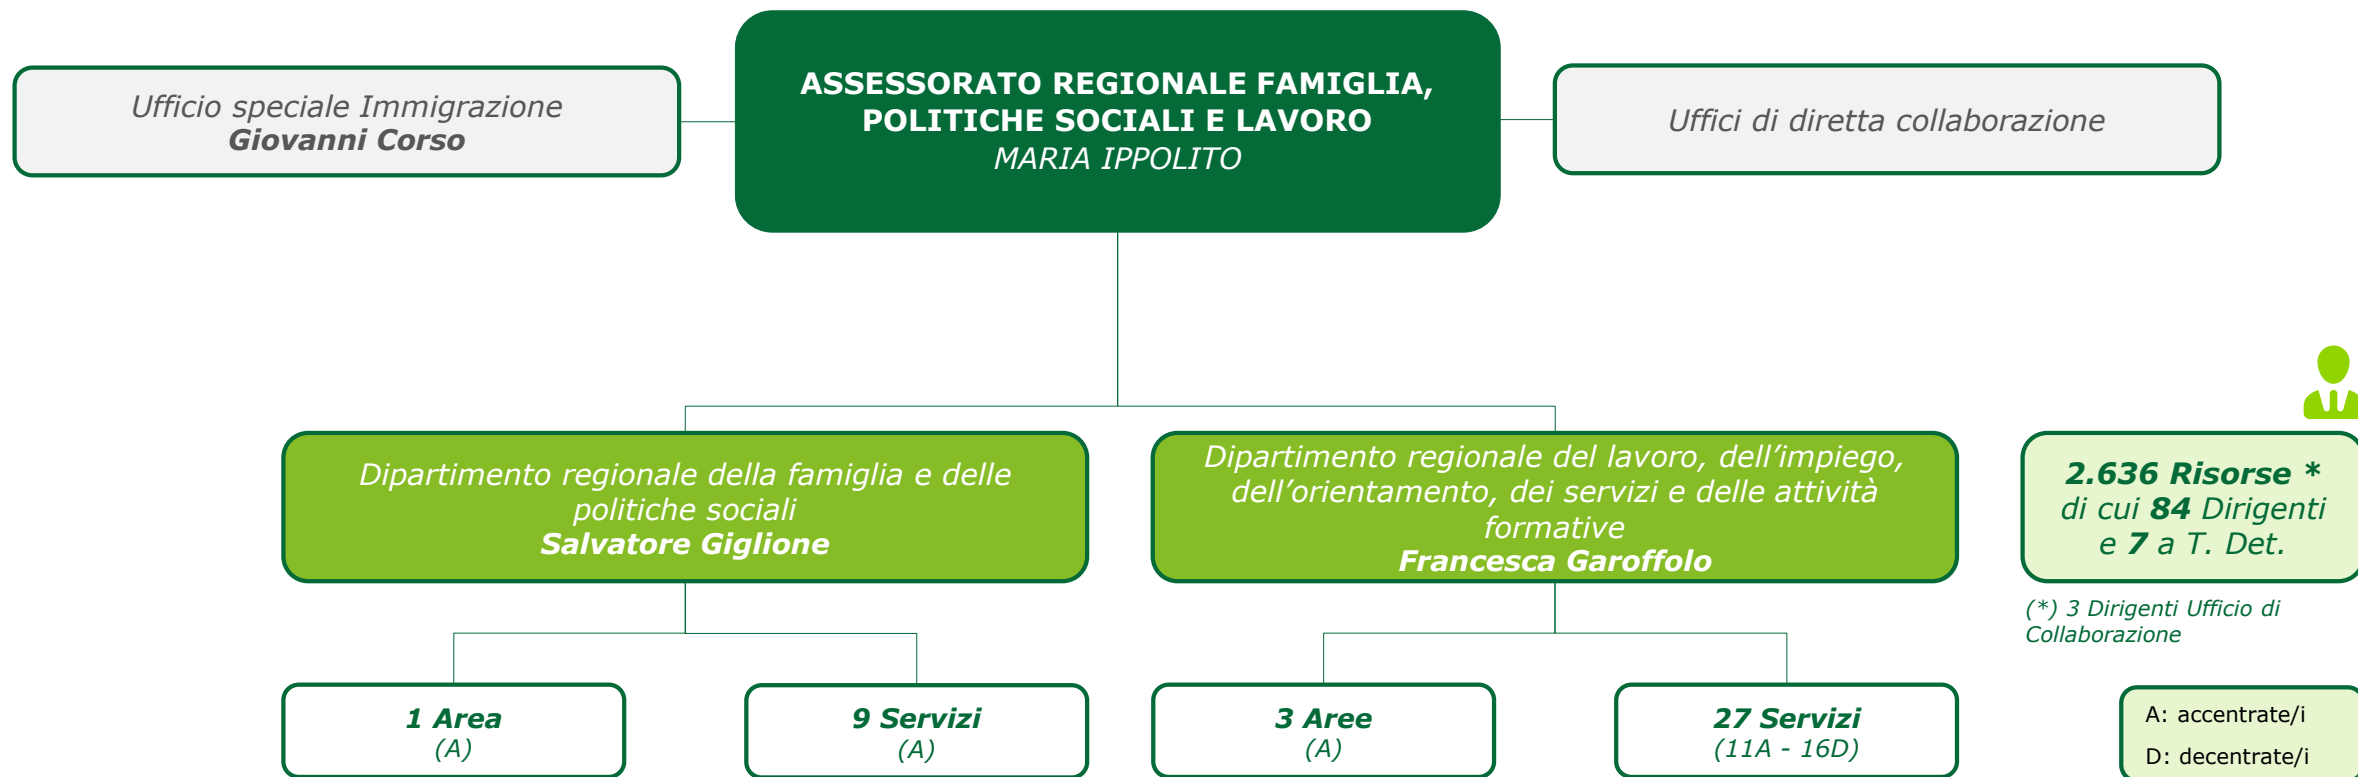 Ufficio speciale Immigrazione
Giovanni Corso
ASSESSORATO REGIONALE FAMIGLIA,
POLITICHE SOCIALI E LAVORO
MARIA IPPOLITO
Uffici di diretta collaborazione
Dipartimento regionale della famiglia e delle
politiche sociali
Salvatore Giglione
Dipartimento regionale del lavoro, dell’impiego,
dell’orientamento, dei servizi e delle attività
formative
Francesca Garoffolo
2.636 Risorse *
di cui 84 Dirigenti
e 7 a T. Det.
(*) 3 Dirigenti Ufficio di
Collaborazione
1 Area
(A)
9 Servizi
(A)
3 Aree
(A)
27 Servizi
(11A - 16D)
A: accentrate/i
D: decentrate/i